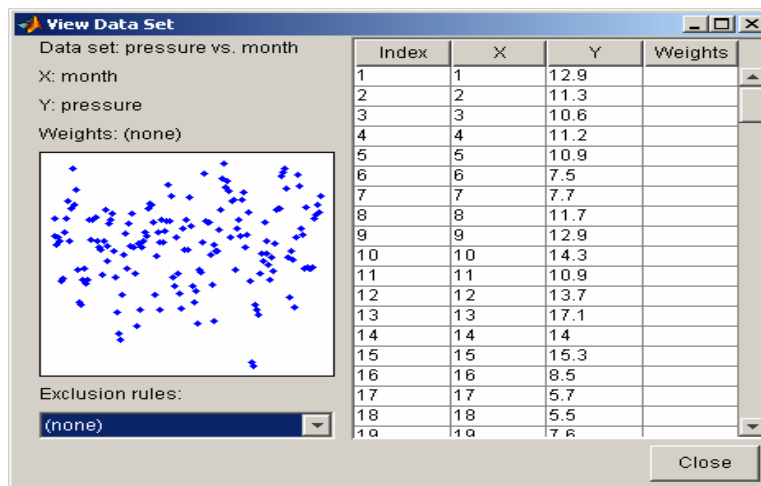 View Data Set
Data set: pressure vs. month
X: month
Y: pressure
Weights: (none)
Exclusion rules:
(none)
Index X Y Weights
1 1 12.9
2 2 11.3
3 3 10.6
4 4 11.2
5 5 10.9
6 6 7.5
7 7 7.7
8 8 11.7
9 9 12.9
10 10 14.3
11 11 10.9
12 12 13.7
13 13 17.1
14 14 14
15 15 15.3
16 16 8.5
17 17 5.7
18 18 5.5
19 19 7.6
Close